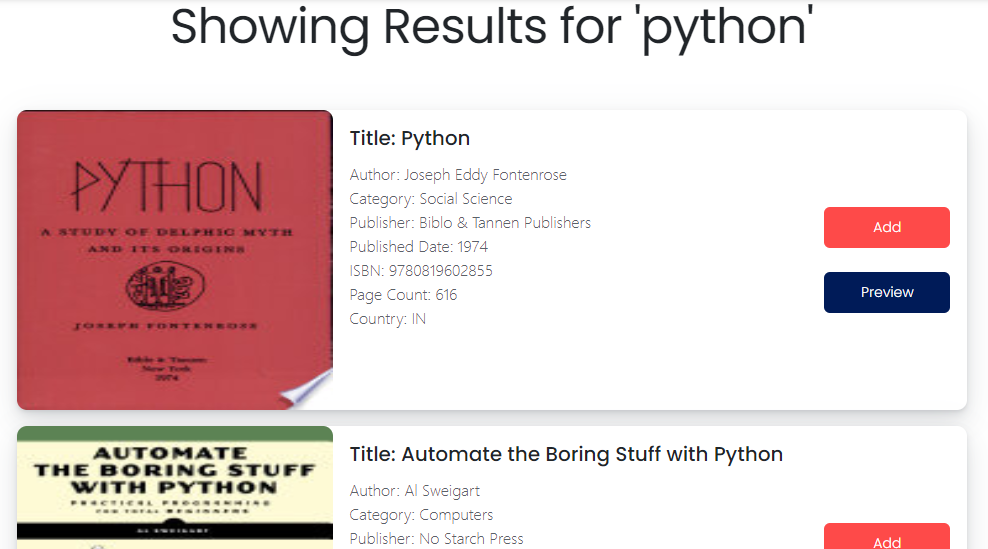 Showing Results for 'python'
PYTHON
A STUDY OF DELPHIC MYTH
AND ITS ORIGINS
JOSEPH FONTENROSE
Biblo & Tannen
New York
1974
Title: Python
Author: Joseph Eddy Fontenrose
Category: Social Science
Publisher: Biblo & Tannen Publishers
Published Date: 1974
ISBN: 9780819602855
Page Count: 616
Country: IN
Add
Preview
AUTOMATE
THE BORING STUFF
WITH PYTHON
PRACTICAL PROGRAMMING
FOR TOTAL BEGINNERS
AL SWEIGART
Title: Automate the Boring Stuff with Python
Author: Al Sweigart
Category: Computers
Publisher: No Starch Press
Add